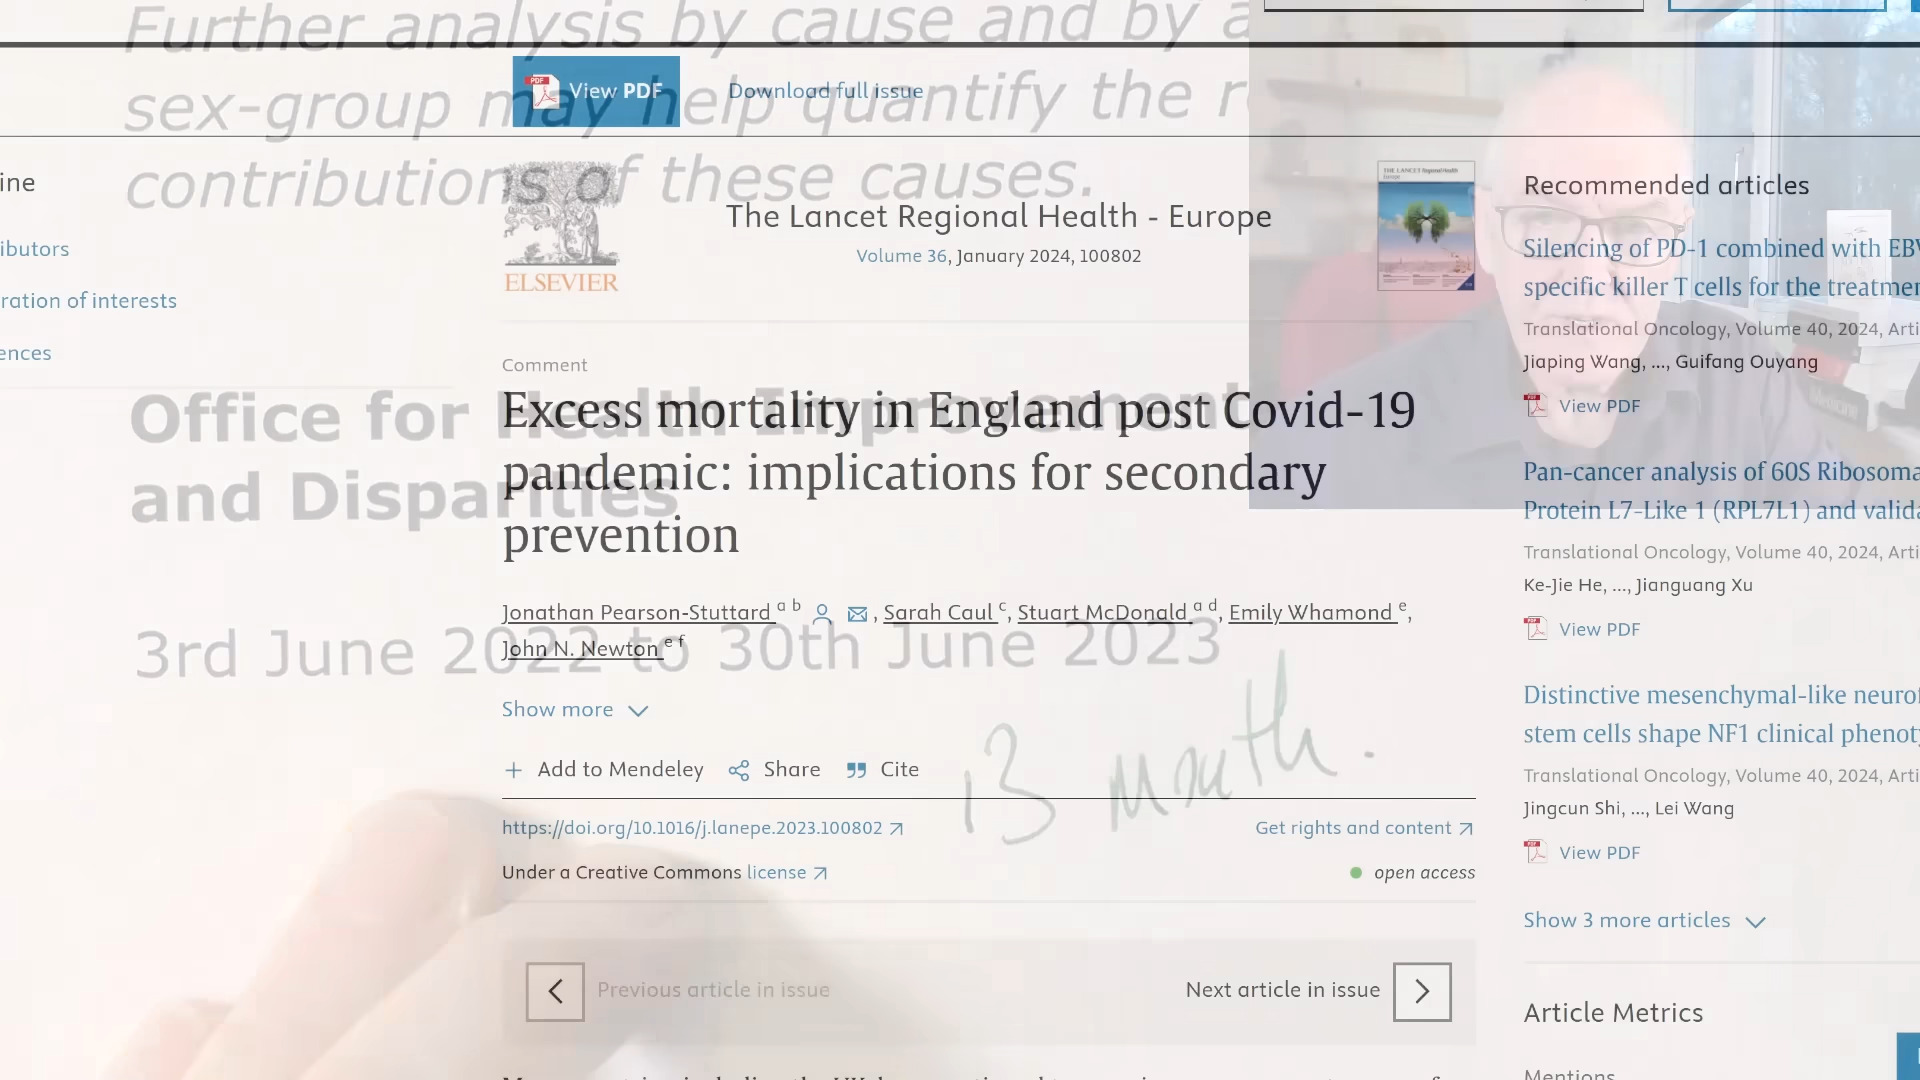 Further analysis by cause and by a
sex-group may help quantify the r
contributions of these causes.
View PDF
Download full issue
ELSEVIER
The Lancet Regional Health - Europe
Volume 36, January 2024, 100802
Comment
Excess mortality in England post Covid-19
pandemic: implications for secondary
prevention
Office for Health Improvement
and Disparities
Jonathan Pearson-Stuttard a b, Sarah Caul c, Stuart McDonald a d, Emily Whamond e,
John N. Newton e f
3rd June 2022 to 30th June 2023
13 month.
Show more
Add to Mendeley
Share
Cite
https://doi.org/10.1016/j.lanepe.2023.100802
Get rights and content
Under a Creative Commons license
open access
Previous article in issue
Next article in issue
ine
ibutors
ration of interests
ences
Recommended articles
Silencing of PD-1 combined with EBV
specific killer T cells for the treatmen
Translational Oncology, Volume 40, 2024, Arti
Jiaping Wang, ..., Guifang Ouyang
View PDF
Pan-cancer analysis of 60S Ribosoma
Protein L7-Like 1 (RPL7L1) and valida
Translational Oncology, Volume 40, 2024, Arti
Ke-Jie He, ..., Jianguang Xu
View PDF
Distinctive mesenchymal-like neurof
stem cells shape NF1 clinical phenoty
Translational Oncology, Volume 40, 2024, Arti
Jingcun Shi, ..., Lei Wang
View PDF
Show 3 more articles
Article Metrics
Mentions